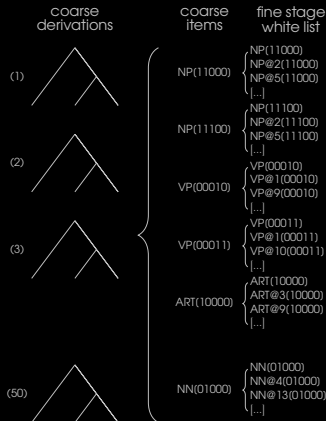 coarse derivations
coarse items
fine stage white list
(1)
NP(11000)
NP(11000)
NP@2(11000)
NP@5(11000)
[...]
NP(11100)
NP(11100)
NP@2(11100)
NP@5(11100)
[...]
(2)
VP(00010)
VP(00010)
VP@1(00010)
VP@9(00010)
[...]
(3)
VP(00011)
VP(00011)
VP@1(00011)
VP@10(00011)
[...]
ART(10000)
ART(10000)
ART@3(10000)
ART@9(10000)
[...]
(50)
NN(01000)
NN(01000)
NN@4(01000)
NN@13(01000)
[...]